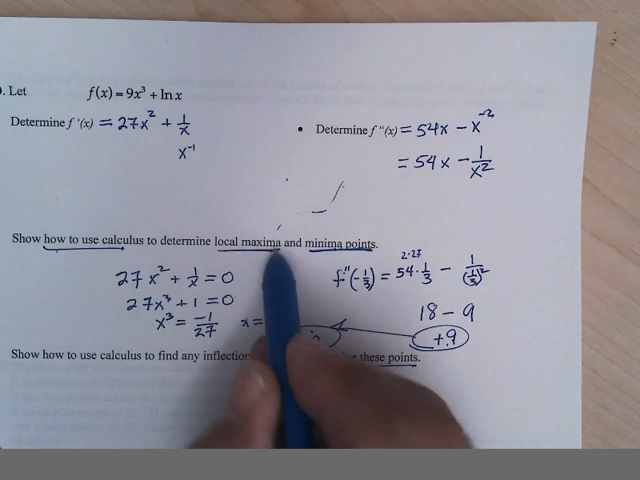 . Let f(x) = 9x³ + ln x
Determine f '(x) = 27x² + 1/x
x⁻¹
• Determine f "(x) = 54x − x⁻²
= 54x − 1/x²
Show how to use calculus to determine local maxima and minima points.
27x² + 1/x = 0
27x³ + 1 = 0
x³ = −1/27 x =
2·27
f"(−1/3) = 54·1/3 − 1/(1/3)²
18 − 9
+9
Show how to use calculus to find any inflection these points.